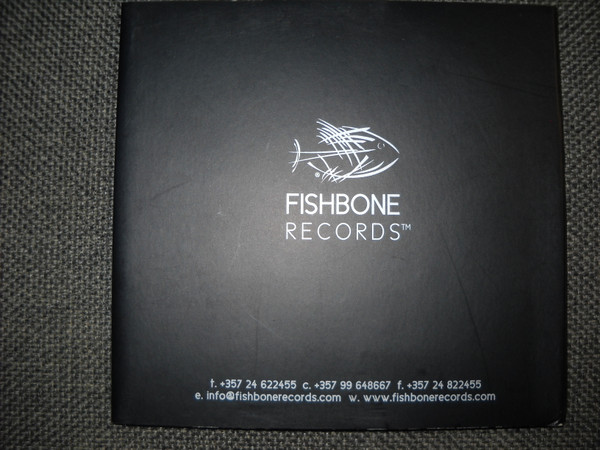 ®
FISHBONE
RECORDS™
t. +357 24 622455 c. +357 99 648667 f. +357 24 822455
e. info@fishbonerecords.com w. www.fishbonerecords.com